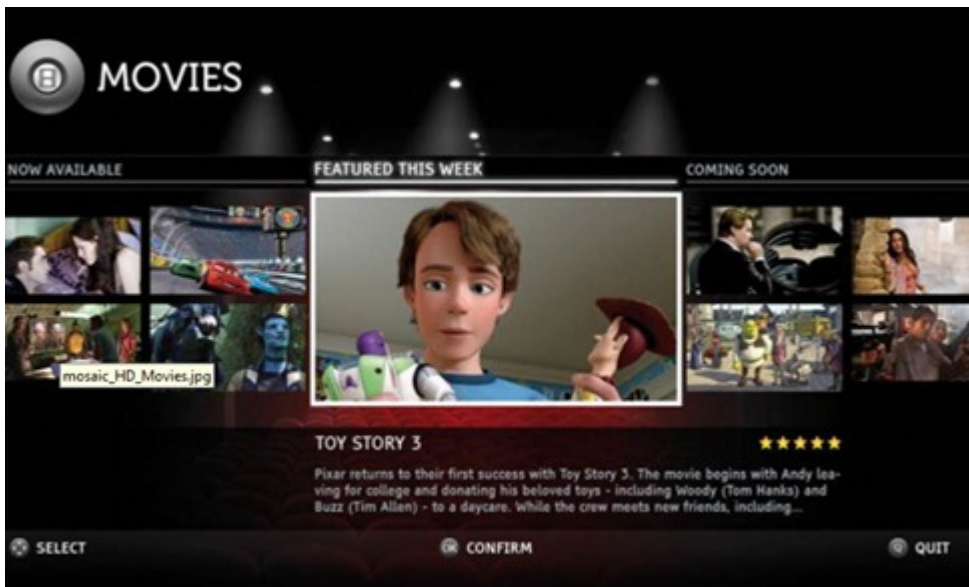 MOVIES
NOW AVAILABLE
FEATURED THIS WEEK
COMING SOON
mosaic_HD_Movies.jpg
TOY STORY 3
Pixar returns to their first success with Toy Story 3. The movie begins with Andy lea-
ving for college and donating his beloved toys - including Woody (Tom Hanks) and
Buzz (Tim Allen) - to a daycare. While the crew meets new friends, including...
SELECT
OK CONFIRM
QUIT